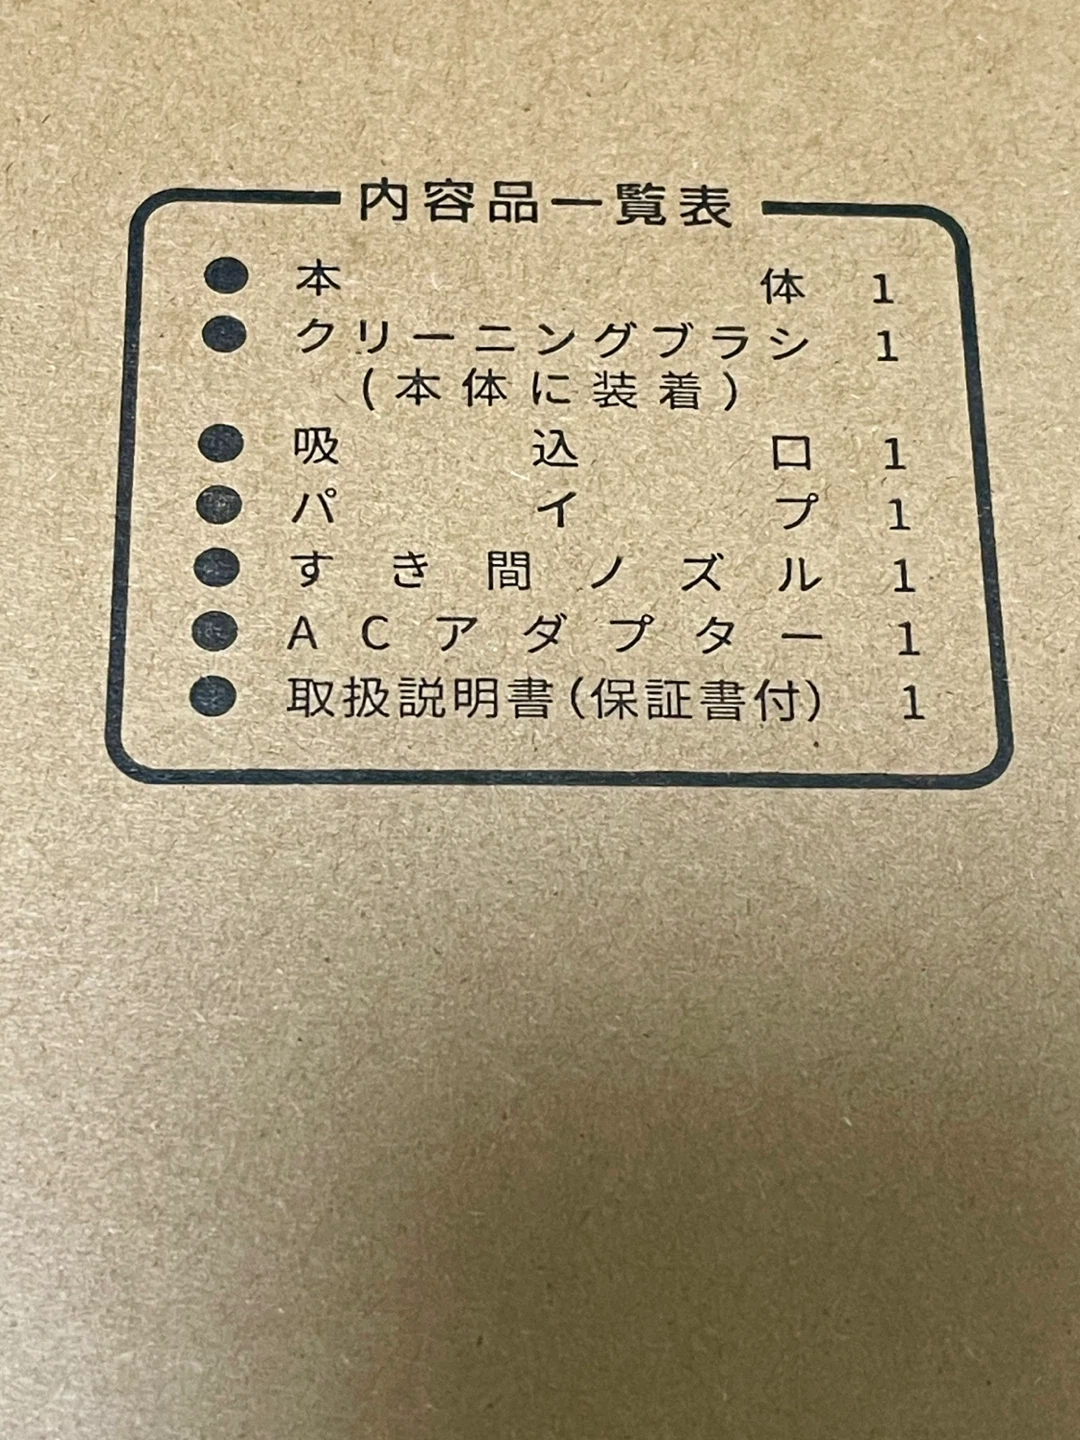 内容品一覧表
● 本体 1
● クリーニングブラシ 1
(本体に装着)
● 吸込口 1
● パイプ 1
● すき間ノズル 1
● ACアダプター 1
● 取扱説明書(保証書付) 1